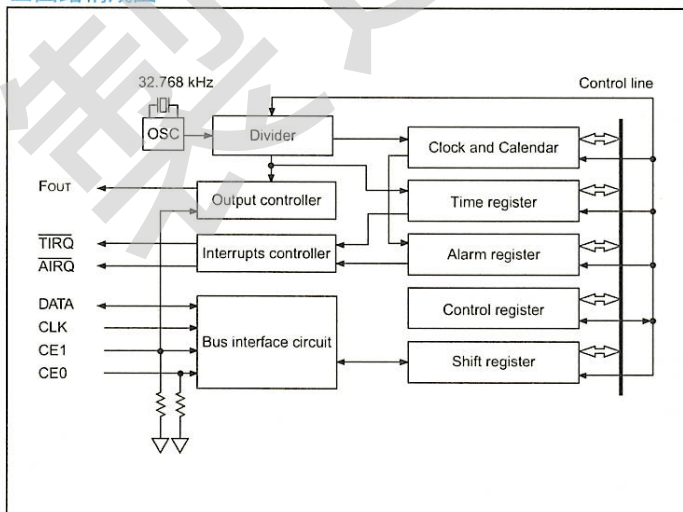 32.768 kHz
Control line
OSC
Divider
Clock and Calendar
FOUT
Output controller
Time register
TIRQ
Interrupts controller
Alarm register
AIRQ
DATA
Control register
CLK
Bus interface circuit
CE1
Shift register
CE0